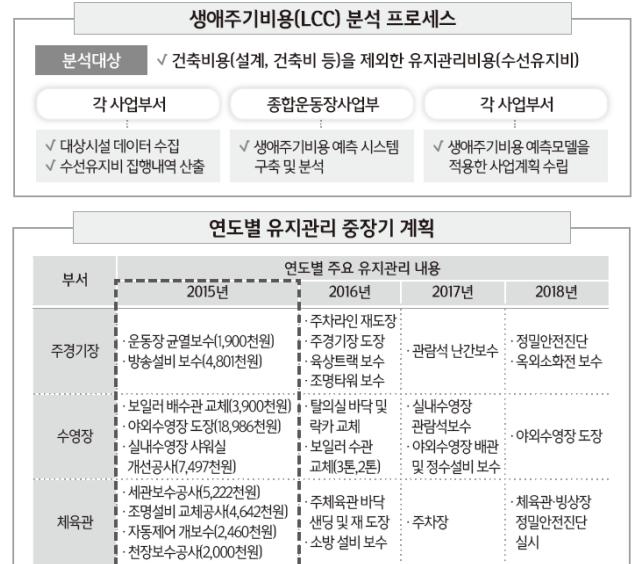 생애주기비용(LCC) 분석 프로세스
분석대상 √ 건축비용(설계, 건축비 등)을 제외한 유지관리비용(수선유지비)
각 사업부서
√ 대상시설 데이터 수집
√ 수선유지비 집행내역 산출
종합운동장사업부
√ 생애주기비용 예측 시스템
구축 및 분석
각 사업부서
√ 생애주기비용 예측모델을
적용한 사업계획 수립
연도별 유지관리 중장기 계획
부서
연도별 주요 유지관리 내용
2015년 2016년 2017년 2018년
주경기장
· 운동장 균열보수(1,900천원)
· 방송설비 보수(4,801천원)
· 주차라인 재도장
· 주경기장 도장
· 육상트랙 보수
· 조명타워 보수
· 관람석 난간보수
· 정밀안전진단
· 옥외소화전 보수
수영장
· 보일러 배수관 교체(3,900천원)
· 야외수영장 도장(18,986천원)
· 실내수영장 샤워실
개선공사(7,497천원)
· 탈의실 바닥 및
락카 교체
· 보일러 수관
교체(3톤,2톤)
· 실내수영장
관람석보수
· 야외수영장 배관
및 정수설비 보수
· 야외수영장 도장
체육관
· 세관보수공사(5,222천원)
· 조명설비 교체공사(4,642천원)
· 자동제어 개보수(2,460천원)
· 천장보수공사(2,000천원)
· 주체육관 바닥
샌딩 및 재 도장
· 소방 설비 보수
· 주차장
· 체육관·빙상장
정밀안전진단
실시